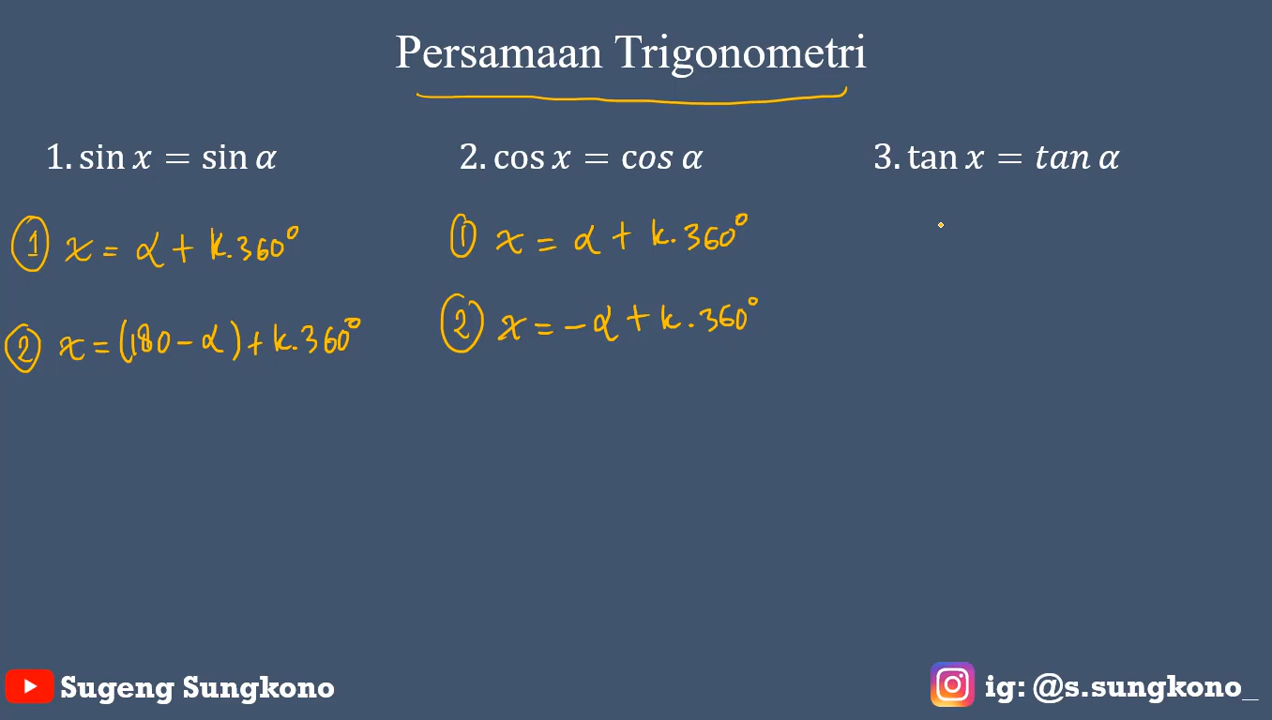 Persamaan Trigonometri
1. sin x = sin α
① x = α + k.360°
② x = (180 - α) + k.360°
2. cos x = cos α
① x = α + k.360°
② x = -α + k.360°
3. tan x = tan α
Sugeng Sungkono
ig: @s.sungkono_